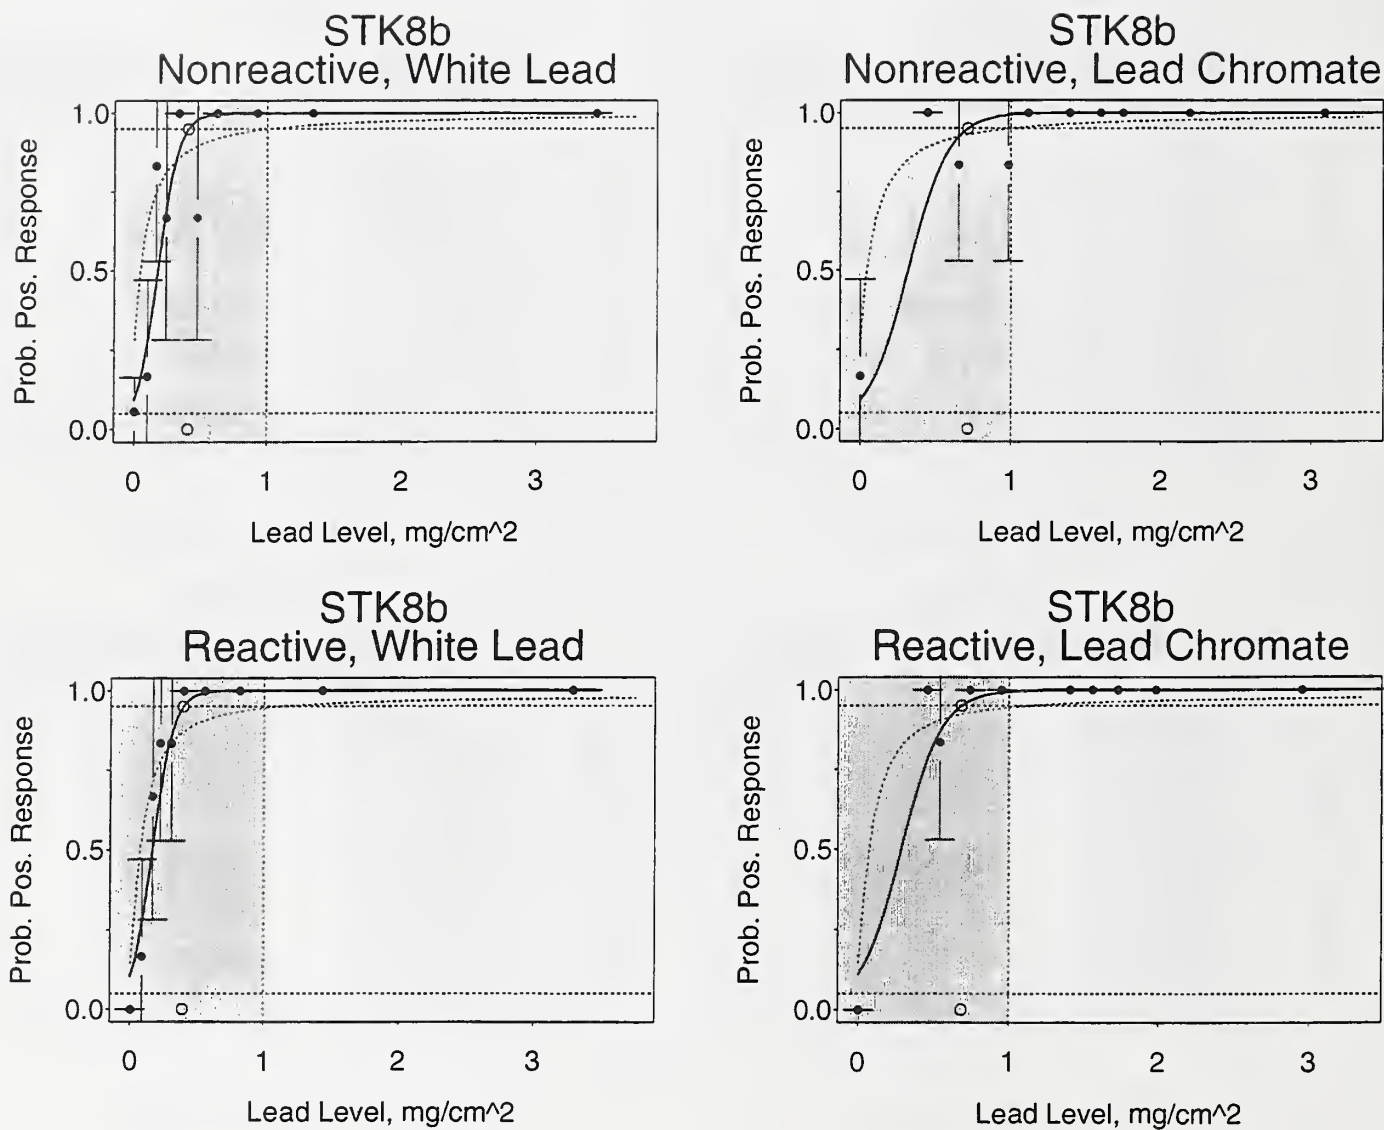 STK8b
Nonreactive, White Lead
Prob. Pos. Response
1.0
0.5
0.0
0 1 2 3
Lead Level, mg/cm^2
STK8b
Nonreactive, Lead Chromate
Prob. Pos. Response
1.0
0.5
0.0
0 1 2 3
Lead Level, mg/cm^2
STK8b
Reactive, White Lead
Prob. Pos. Response
1.0
0.5
0.0
0 1 2 3
Lead Level, mg/cm^2
STK8b
Reactive, Lead Chromate
Prob. Pos. Response
1.0
0.5
0.0
0 1 2 3
Lead Level, mg/cm^2